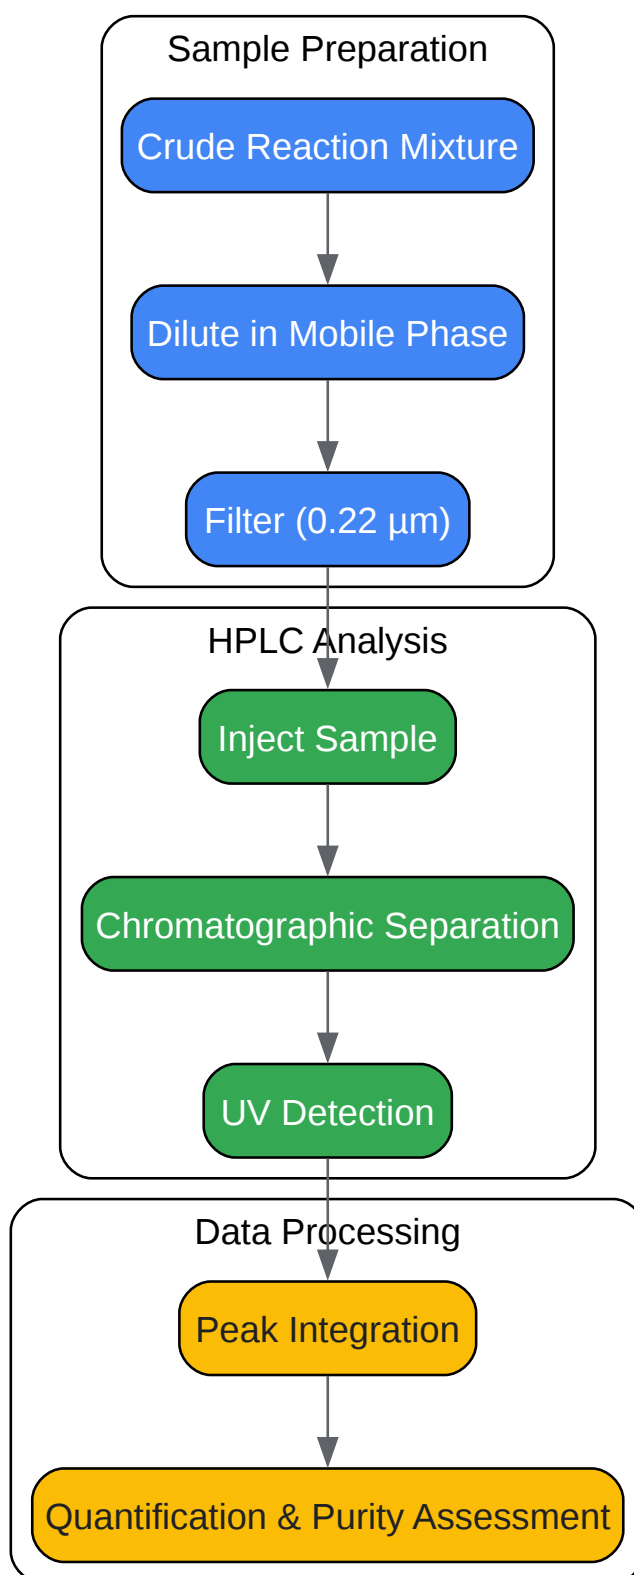 Sample Preparation
Crude Reaction Mixture
Dilute in Mobile Phase
Filter (0.22 µm)
HPLC Analysis
Inject Sample
Chromatographic Separation
UV Detection
Data Processing
Peak Integration
Quantification & Purity Assessment